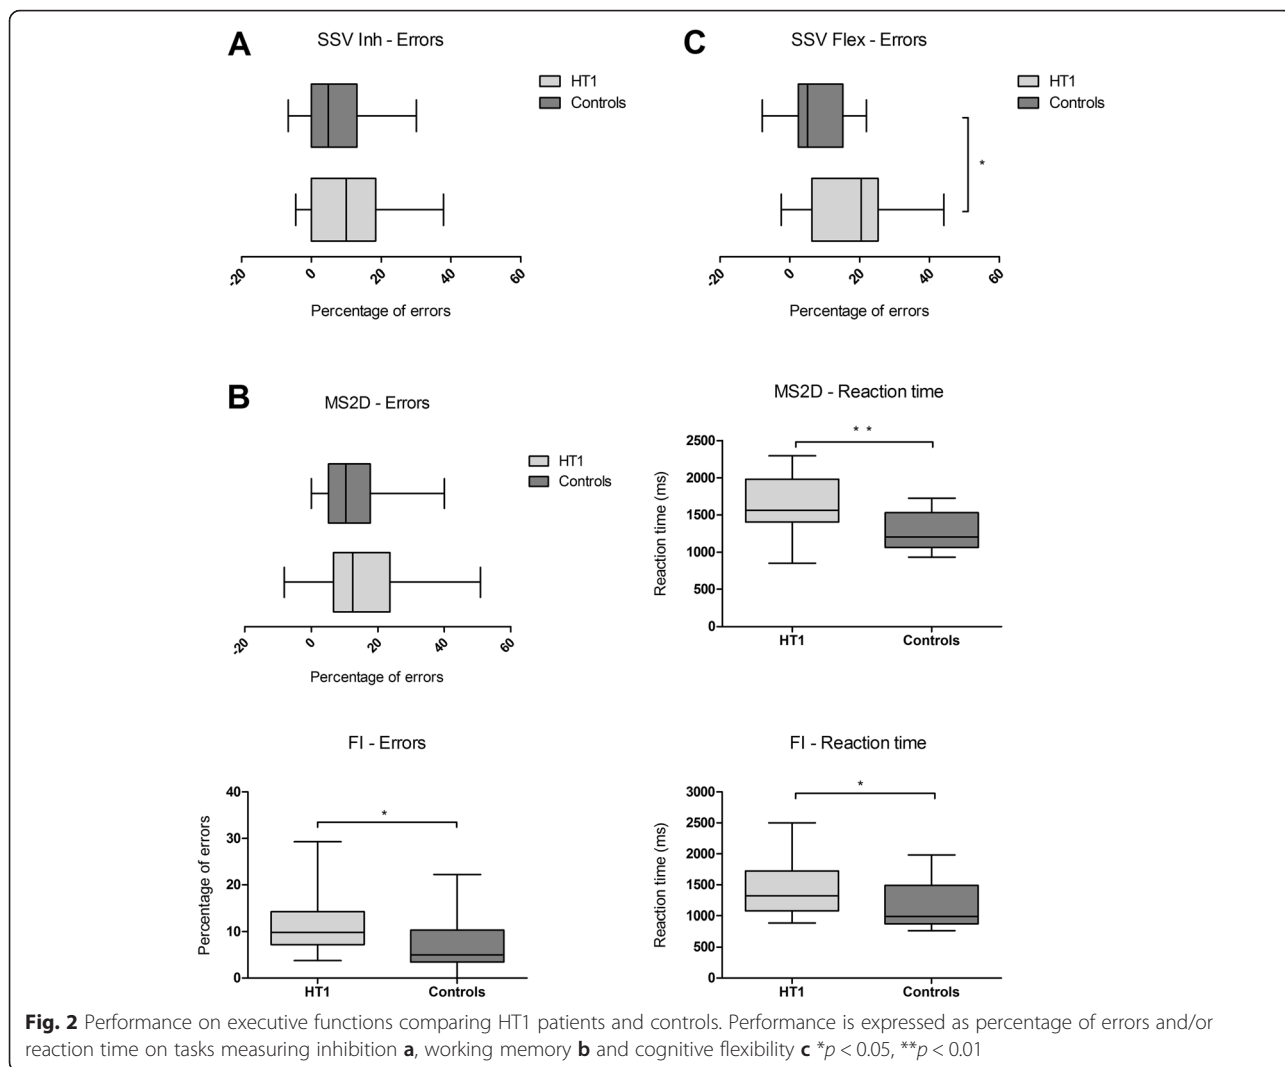 A
SSV Inh - Errors
HT1
Controls
-20
0
20
40
60
Percentage of errors
C
SSV Flex - Errors
HT1
Controls
*
-20
0
20
40
60
Percentage of errors
B
MS2D - Errors
HT1
Controls
-20
0
20
40
60
Percentage of errors
MS2D - Reaction time
* *
Reaction time (ms)
2500
2000
1500
1000
500
0
HT1
Controls
FI - Errors
*
Percentage of errors
40
30
20
10
0
HT1
Controls
FI - Reaction time
*
Reaction time (ms)
3000
2500
2000
1500
1000
500
0
HT1
Controls
Fig. 2 Performance on executive functions comparing HT1 patients and controls. Performance is expressed as percentage of errors and/or
reaction time on tasks measuring inhibition a, working memory b and cognitive flexibility c *p < 0.05, **p < 0.01